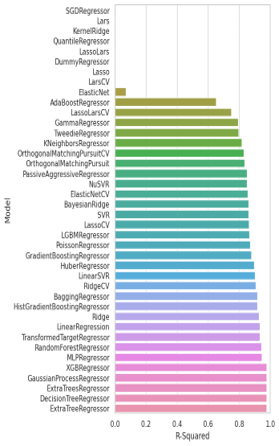 SGDRegressor
Lars
KernelRidge
QuantileRegressor
LassoLars
DummyRegressor
Lasso
LarsCV
ElasticNet
AdaBoostRegressor
LassoLarsCV
GammaRegressor
TweedieRegressor
KNeighborsRegressor
OrthogonalMatchingPursuitCV
OrthogonalMatchingPursuit
PassiveAggressiveRegressor
NuSVR
ElasticNetCV
BayesianRidge
SVR
LassoCV
LGBMRegressor
PoissonRegressor
GradientBoostingRegressor
HuberRegressor
LinearSVR
RidgeCV
BaggingRegressor
HistGradientBoostingRegressor
Ridge
LinearRegression
TransformedTargetRegressor
RandomForestRegressor
MLPRegressor
XGBRegressor
GaussianProcessRegressor
ExtraTreesRegressor
DecisionTreeRegressor
ExtraTreeRegressor
Model
0.0 0.2 0.4 0.6 0.8 1.0
R-Squared